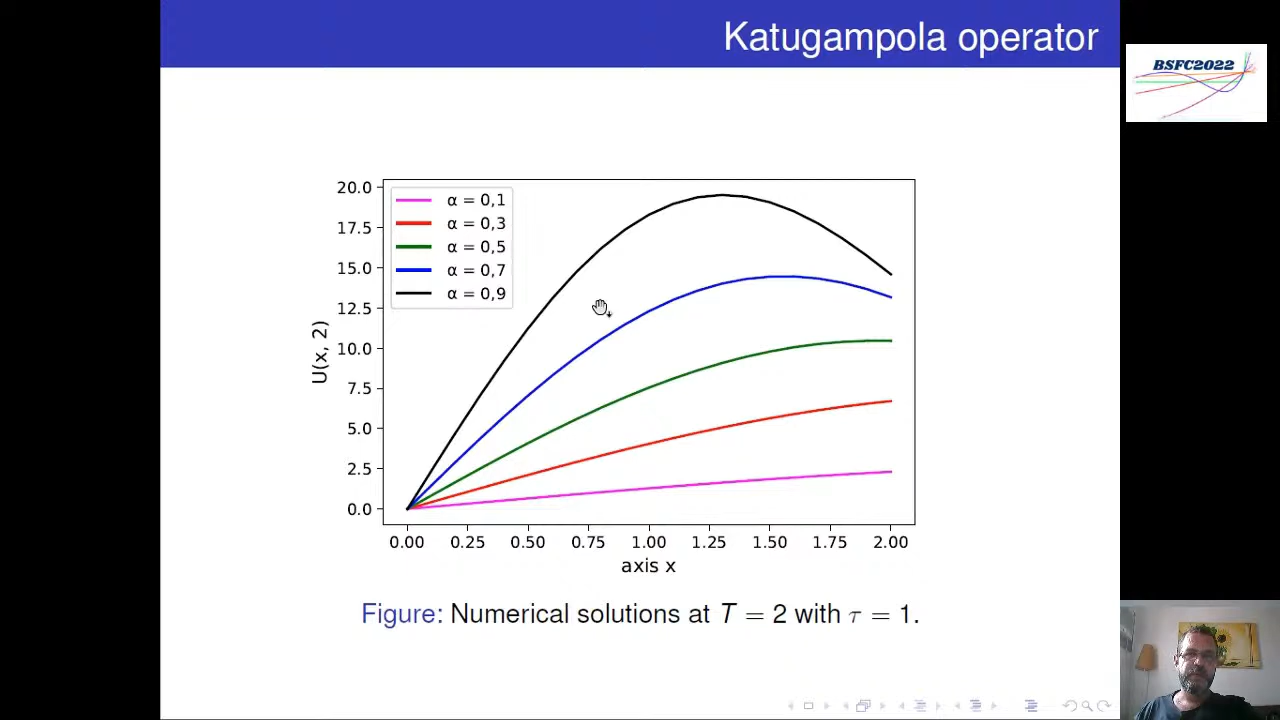 Katugampola operator
BSFC2022
20.0
17.5
15.0
12.5
10.0
7.5
5.0
2.5
0.0
U(x, 2)
α = 0,1
α = 0,3
α = 0,5
α = 0,7
α = 0,9
0.00 0.25 0.50 0.75 1.00 1.25 1.50 1.75 2.00
axis x
Figure: Numerical solutions at T = 2 with τ = 1.